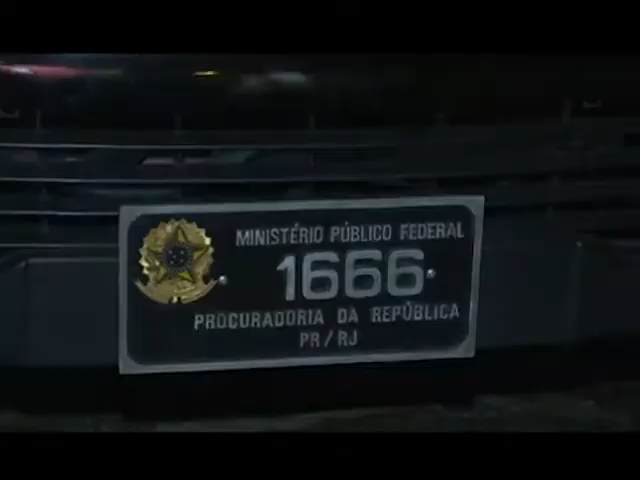 MINISTÉRIO PÚBLICO FEDERAL
1666
PROCURADORIA DA REPÚBLICA
PR/RJ